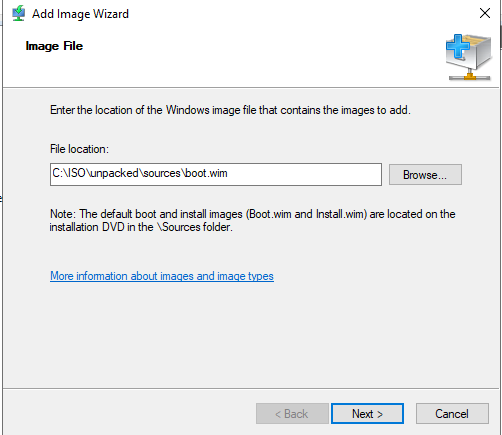 Add Image Wizard
Image File
Enter the location of the Windows image file that contains the images to add.
File location:
C:\ISO\unpacked\sources\boot.wim
Browse...
Note: The default boot and install images (Boot.wim and Install.wim) are located on the
installation DVD in the \Sources folder.
More information about images and image types
< Back
Next >
Cancel